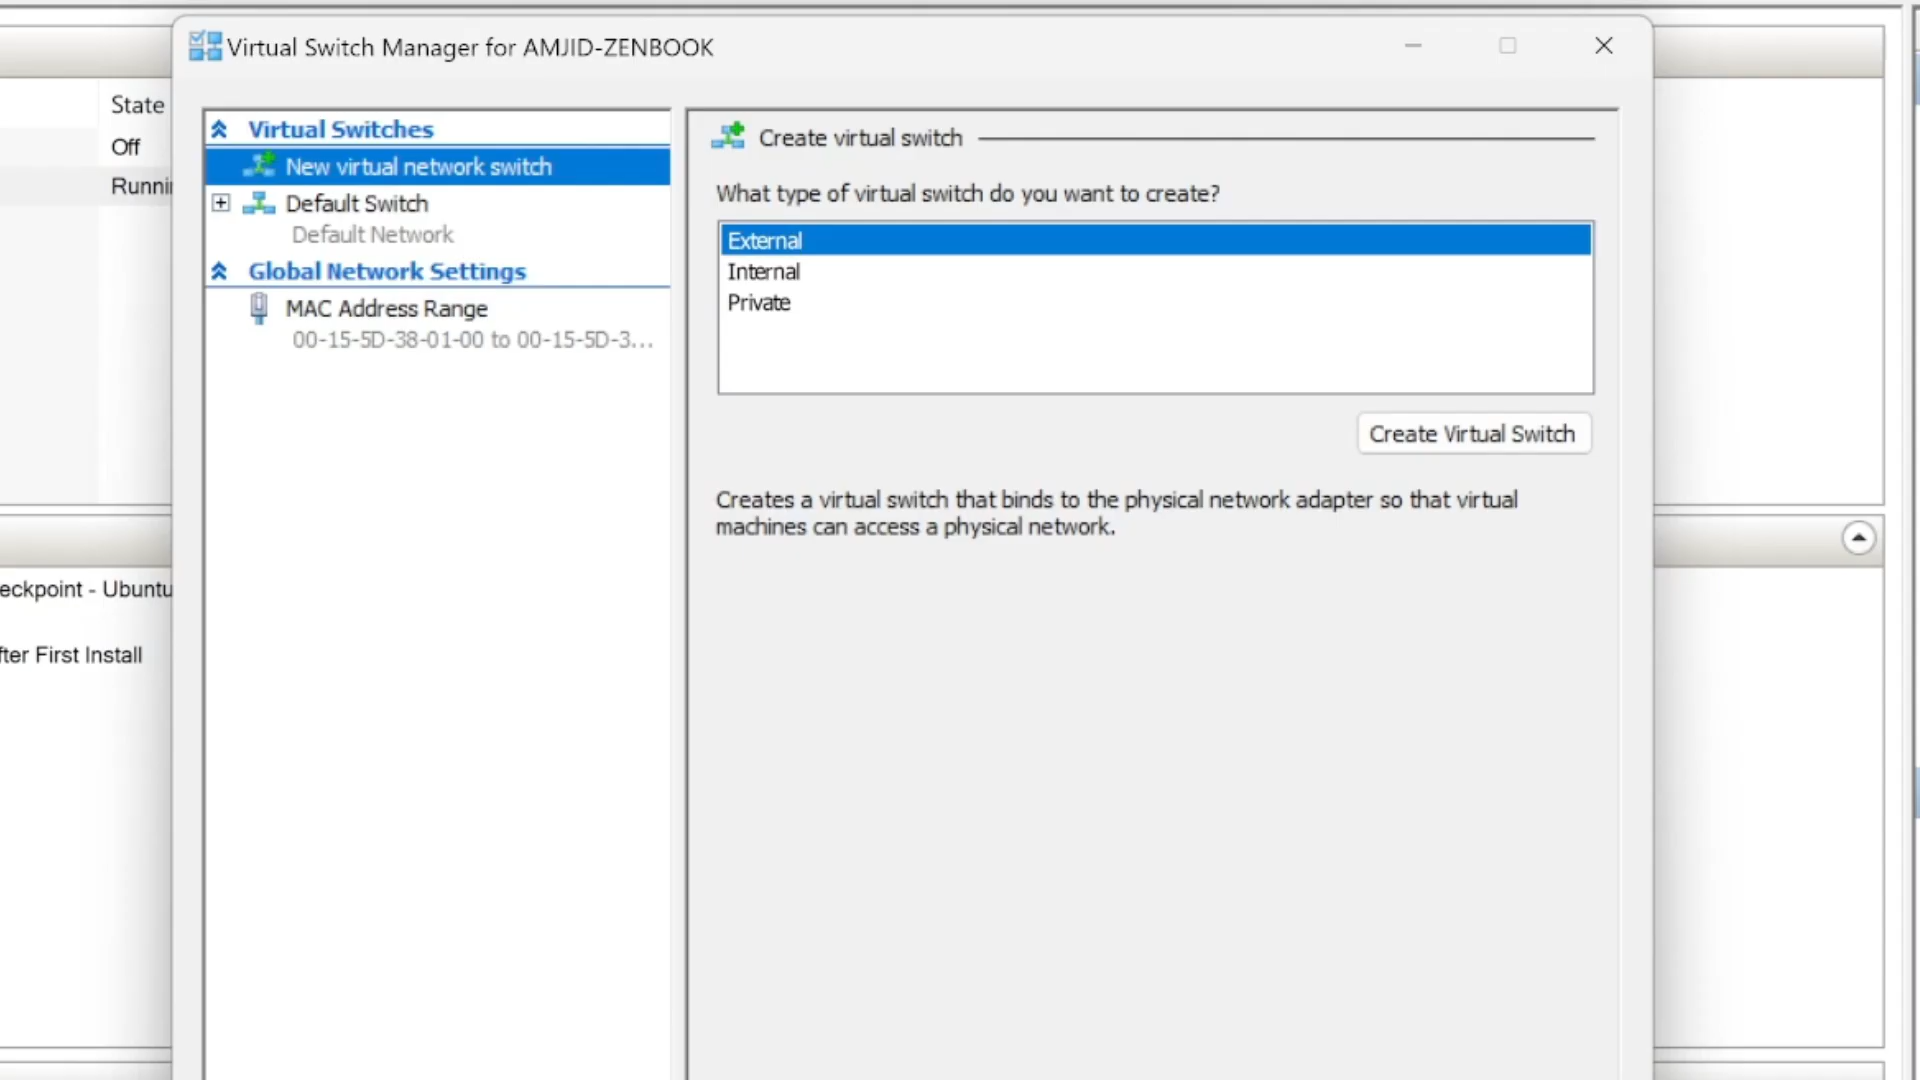 Virtual Switch Manager for AMJID-ZENBOOK
State
Off
Runni
eckpoint - Ubuntu
fter First Install
Virtual Switches
New virtual network switch
Default Switch
Default Network
Global Network Settings
MAC Address Range
00-15-5D-38-01-00 to 00-15-5D-3...
Create virtual switch
What type of virtual switch do you want to create?
External
Internal
Private
Create Virtual Switch
Creates a virtual switch that binds to the physical network adapter so that virtual
machines can access a physical network.